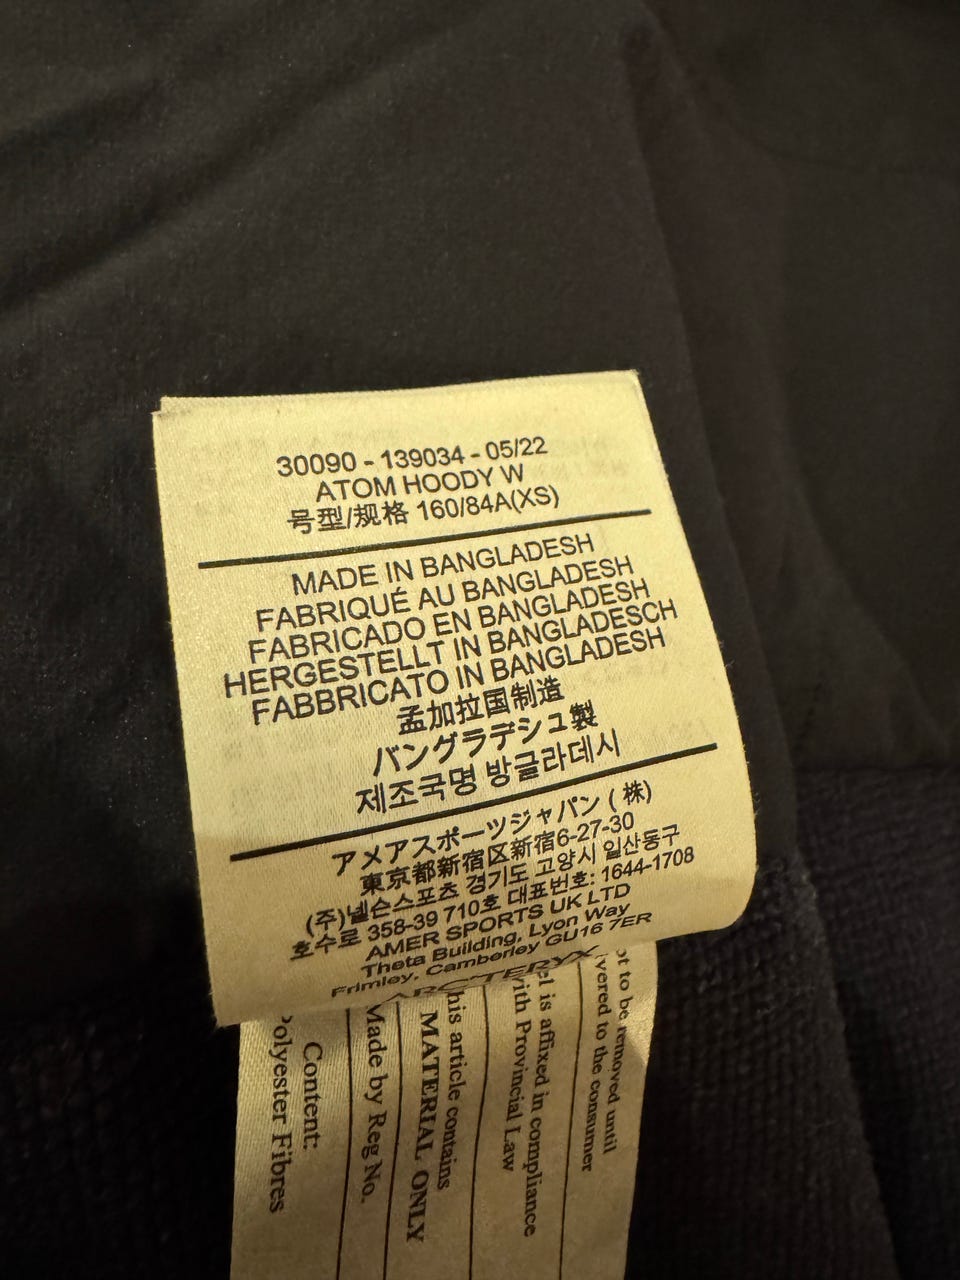 30090 - 139034 - 05/22
ATOM HOODY W
号型/规格 160/84A(XS)
MADE IN BANGLADESH
FABRIQUÉ AU BANGLADESH
FABRICADO EN BANGLADESH
HERGESTELLT IN BANGLADESCH
FABBRICATO IN BANGLADESH
孟加拉国制造
バングラデシュ製
제조국명 방글라데시
アメアスポーツジャパン ( 株)
東京都新宿区新宿6-27-30
(주)넬슨스포츠 경기도 고양시 일산동구
호수로 358-39 710호 대표번호: 1644-1708
AMER SPORTS UK LTD
Theta Building, Lyon Way
Frimley, Camberley GU16 7ER
ARC'TERYX
to be removed until
to the consumer
is affixed in compliance
with Provincial Law
article contains
MATERIAL ONLY
Made by Reg No.
Content:
Polyester Fibres